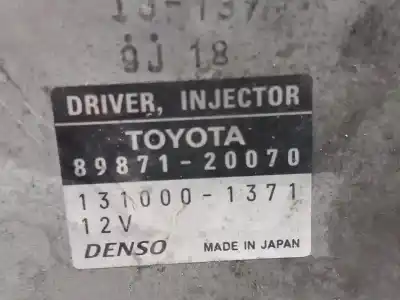 9J 18
DRIVER, INJECTOR
TOYOTA
89871-20070
131000-1371
12V
DENSO MADE IN JAPAN